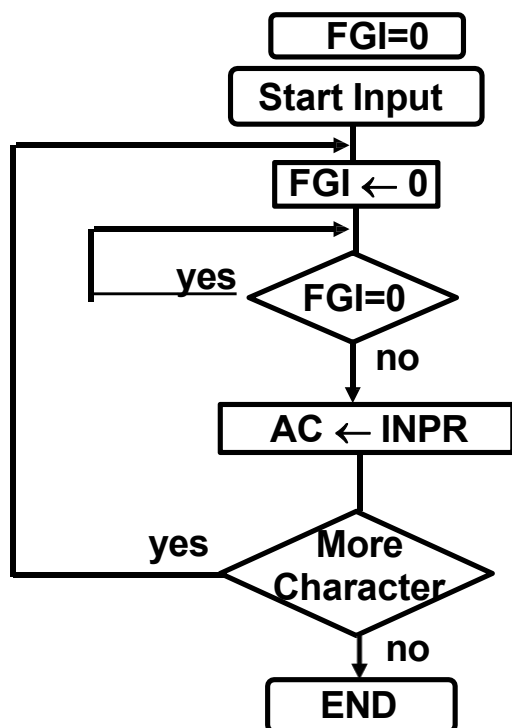 FGI=0
Start Input
FGI ← 0
yes
FGI=0
no
AC ← INPR
yes
More
Character
no
END